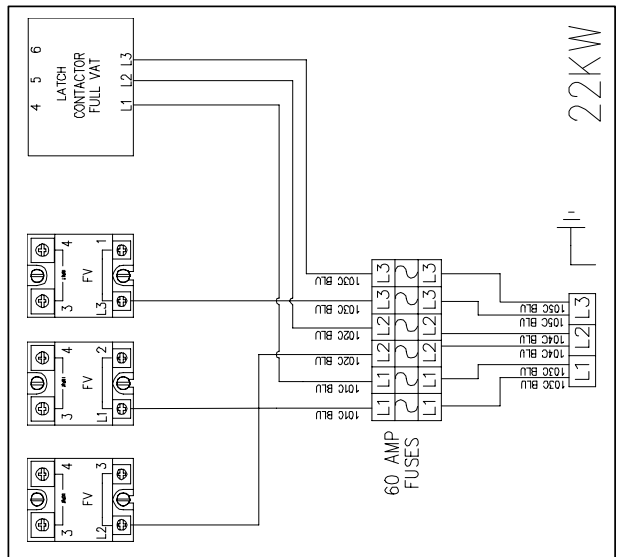 4 5 6
LATCH
CONTACTOR
FULL VAT
L1 L2 L3
22KW
3 4
FV
L3 1
3 4
FV
L1 2
3 4
FV
L2 3
103C BLU
103C BLU
102C BLU
102C BLU
101C BLU
101C BLU
L3 L3
L3 L3
L2 L2
L2 L2
L1 L1
L1 L1
60 AMP
FUSES
105C BLU
105C BLU
104C BLU
104C BLU
103C BLU
103C BLU
L3
L2
L1